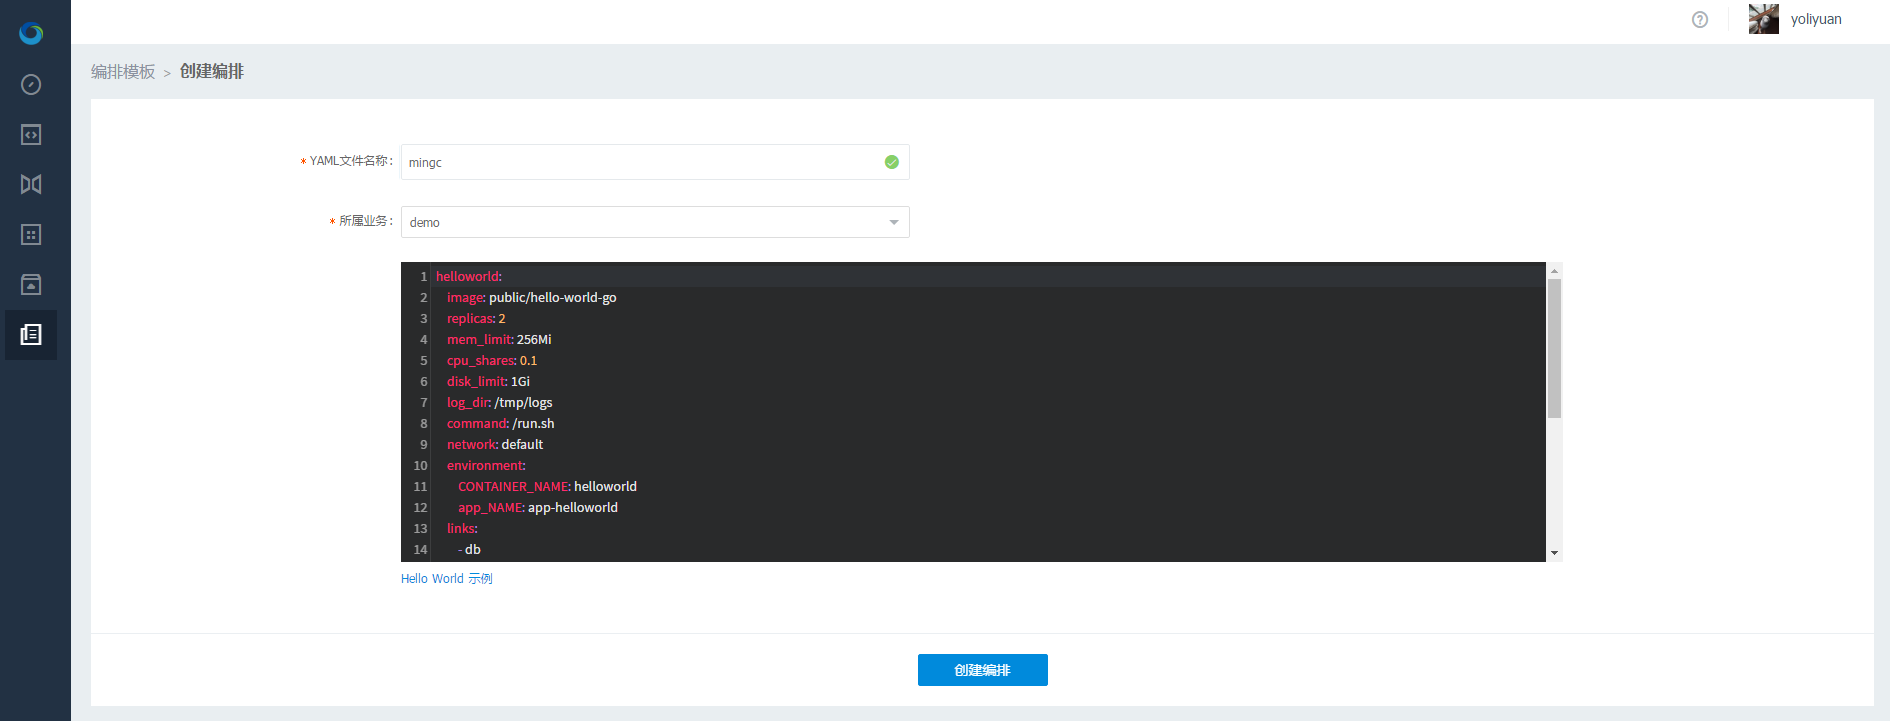 yoliyuan
编排模板 > 创建编排
* YAML文件名称: mingc
* 所属业务: demo
1 helloworld:
2 image: public/hello-world-go
3 replicas: 2
4 mem_limit: 256Mi
5 cpu_shares: 0.1
6 disk_limit: 1Gi
7 log_dir: /tmp/logs
8 command: /run.sh
9 network: default
10 environment:
11 CONTAINER_NAME: helloworld
12 app_NAME: app-helloworld
13 links:
14 - db
Hello World 示例
创建编排